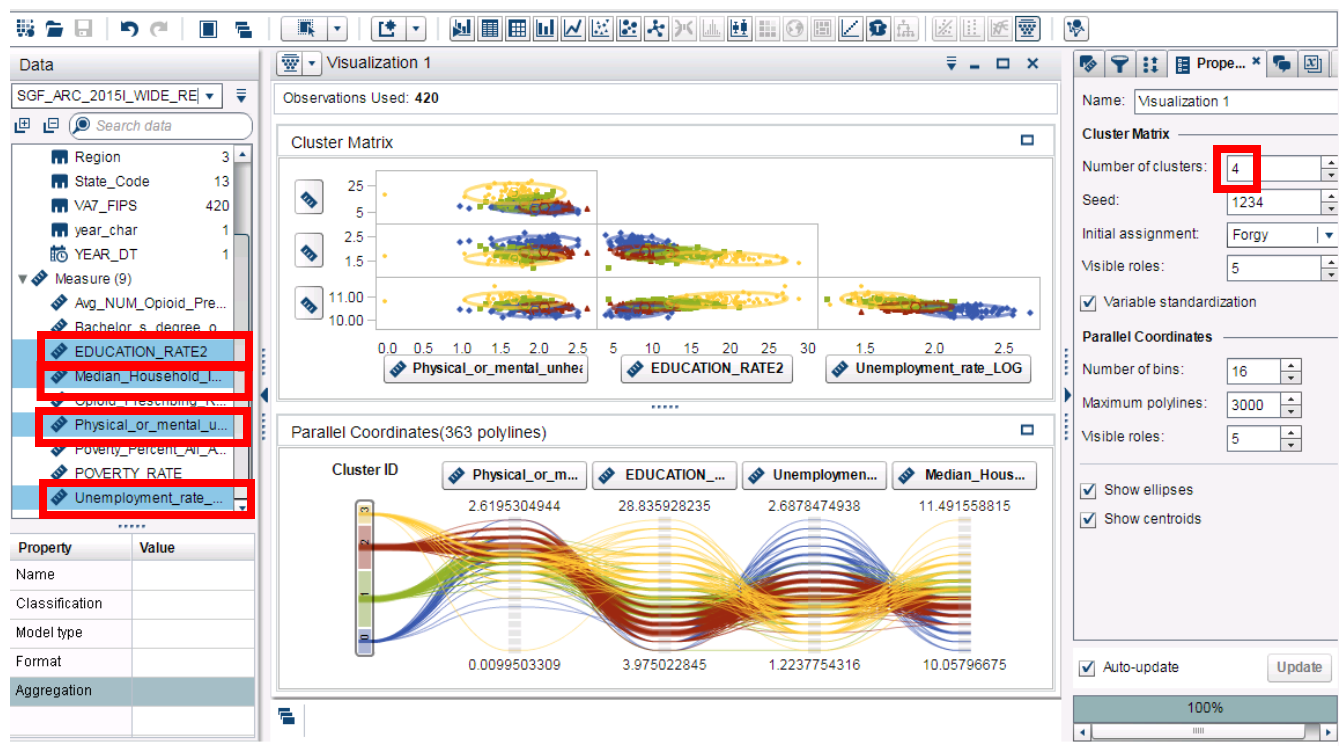 Data
SGF_ARC_2015I_WIDE_RE
Search data
Region 3
State_Code 13
VA7_FIPS 420
year_char 1
YEAR_DT 1
Measure (9)
Avg_NUM_Opioid_Pre...
Bachelor_s_degree_o...
EDUCATION_RATE2
Median_Household_I...
Opioid_Prescribing_R...
Physical_or_mental_u...
Poverty_Percent_All_A...
POVERTY_RATE
Unemployment_rate_...
Property Value
Name
Classification
Model type
Format
Aggregation
Visualization 1
Observations Used: 420
Cluster Matrix
25
5
2.5
1.5
11.00
10.00
0.0 0.5 1.0 1.5 2.0 2.5 5 10 15 20 25 30 1.5 2.0 2.5
Physical_or_mental_unhea EDUCATION_RATE2 Unemployment_rate_LOG
Parallel Coordinates(363 polylines)
Cluster ID Physical_or_m... EDUCATION_... Unemploymen... Median_Hous...
2.6195304944 28.835928235 2.6878474938 11.491558815
3
2
1
0
0.0099503309 3.975022845 1.2237754316 10.05796675
Prope...
Name: Visualization 1
Cluster Matrix
Number of clusters: 4
Seed: 1234
Initial assignment: Forgy
Visible roles: 5
Variable standardization
Parallel Coordinates
Number of bins: 16
Maximum polylines: 3000
Visible roles: 5
Show ellipses
Show centroids
Auto-update Update
100%